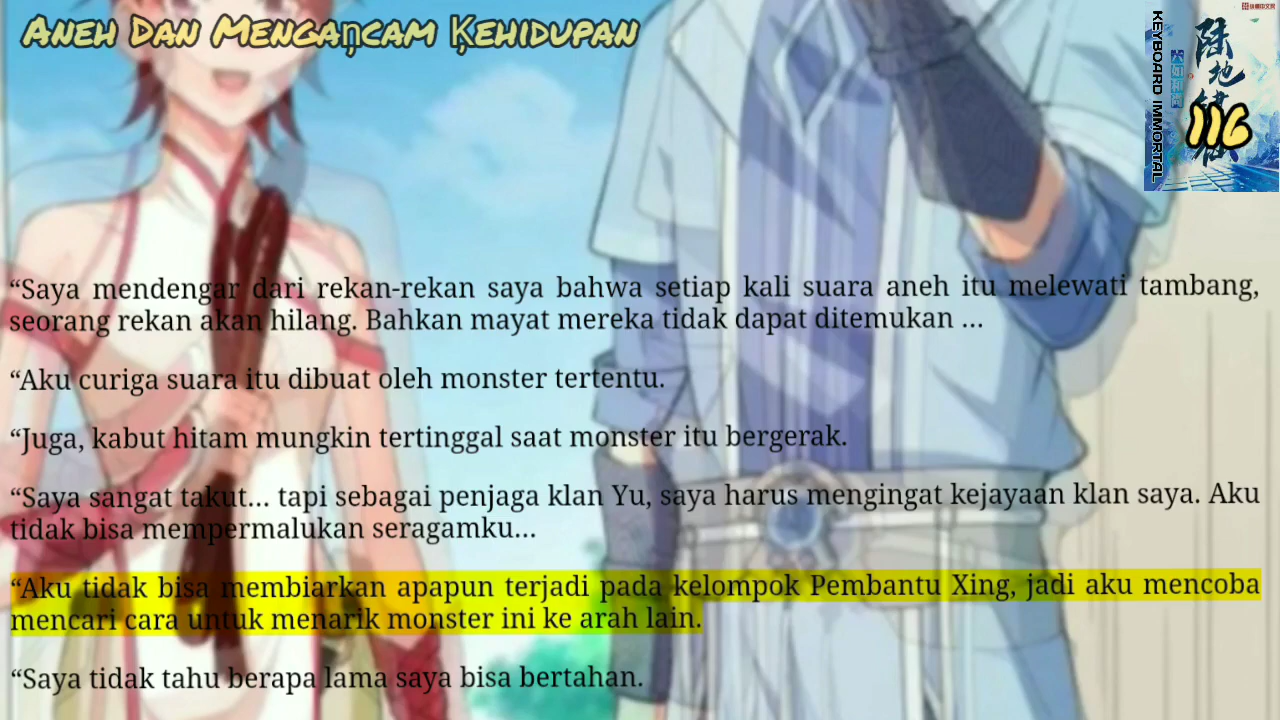 Aneh Dan Mengaņcam Ķehidupan
KEYBOARD IMMORTAL
陆地
116
“Saya mendengar dari rekan-rekan saya bahwa setiap kali suara aneh itu melewati tambang,
seorang rekan akan hilang. Bahkan mayat mereka tidak dapat ditemukan ...
“Aku curiga suara itu dibuat oleh monster tertentu.
“Juga, kabut hitam mungkin tertinggal saat monster itu bergerak.
“Saya sangat takut... tapi sebagai penjaga klan Yu, saya harus mengingat kejayaan klan saya. Aku
tidak bisa mempermalukan seragamku...
“Aku tidak bisa membiarkan apapun terjadi pada kelompok Pembantu Xing, jadi aku mencoba
mencari cara untuk menarik monster ini ke arah lain.
“Saya tidak tahu berapa lama saya bisa bertahan.